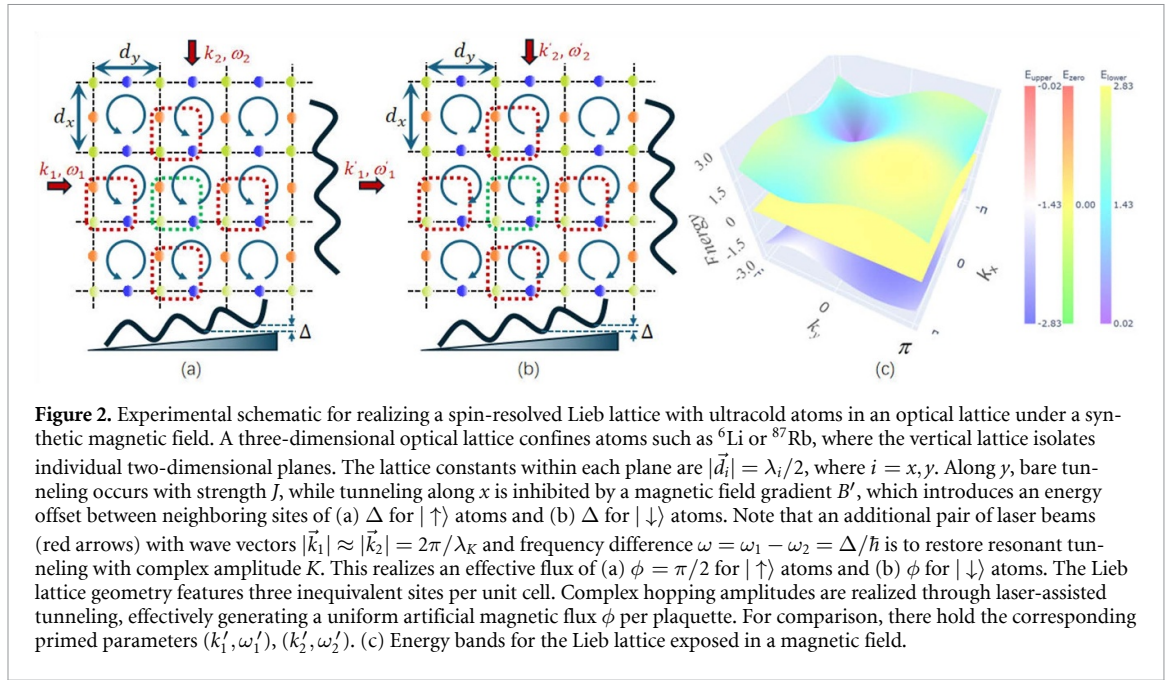 d_y
k_2, ω_2
d_x
k_1, ω_1
Δ
(a)
d_y
k'_2, ω'_2
d_x
k'_1, ω'_1
Δ
(b)
E_upper E_zero E_lower
-0.02 2.83
-1.43 0.00 1.43
-2.83 0.02
3.0
1.5
0
-1.5
-3.0
Energy
0
k_y
π
-π
0
k_x
(c)
Figure 2. Experimental schematic for realizing a spin-resolved Lieb lattice with ultracold atoms in an optical lattice under a syn-
thetic magnetic field. A three-dimensional optical lattice confines atoms such as ⁶Li or ⁸⁷Rb, where the vertical lattice isolates
individual two-dimensional planes. The lattice constants within each plane are |d⃗_i| = λ_i/2, where i = x, y. Along y, bare tun-
neling occurs with strength J, while tunneling along x is inhibited by a magnetic field gradient B′, which introduces an energy
offset between neighboring sites of (a) Δ for | ↑⟩ atoms and (b) Δ for | ↓⟩ atoms. Note that an additional pair of laser beams
(red arrows) with wave vectors |k⃗_1| ≈ |k⃗_2| = 2π/λ_K and frequency difference ω = ω_1 − ω_2 = Δ/ħ is to restore resonant tun-
neling with complex amplitude K. This realizes an effective flux of (a) ϕ = π/2 for | ↑⟩ atoms and (b) ϕ for | ↓⟩ atoms. The Lieb
lattice geometry features three inequivalent sites per unit cell. Complex hopping amplitudes are realized through laser-assisted
tunneling, effectively generating a uniform artificial magnetic flux ϕ per plaquette. For comparison, there hold the corresponding
primed parameters (k′_1, ω′_1), (k′_2, ω′_2). (c) Energy bands for the Lieb lattice exposed in a magnetic field.